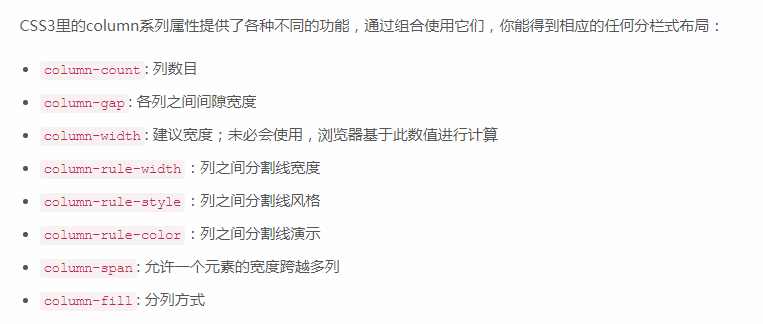 CSS3里的column系列属性提供了各种不同的功能，通过组合使用它们，你能得到相应的任何分栏式布局：
column-count: 列数目
column-gap: 各列之间间隙宽度
column-width: 建议宽度；未必会使用，浏览器基于此数值进行计算
column-rule-width ：列之间分割线宽度
column-rule-style ：列之间分割线风格
column-rule-color ：列之间分割线演示
column-span: 允许一个元素的宽度跨越多列
column-fill: 分列方式